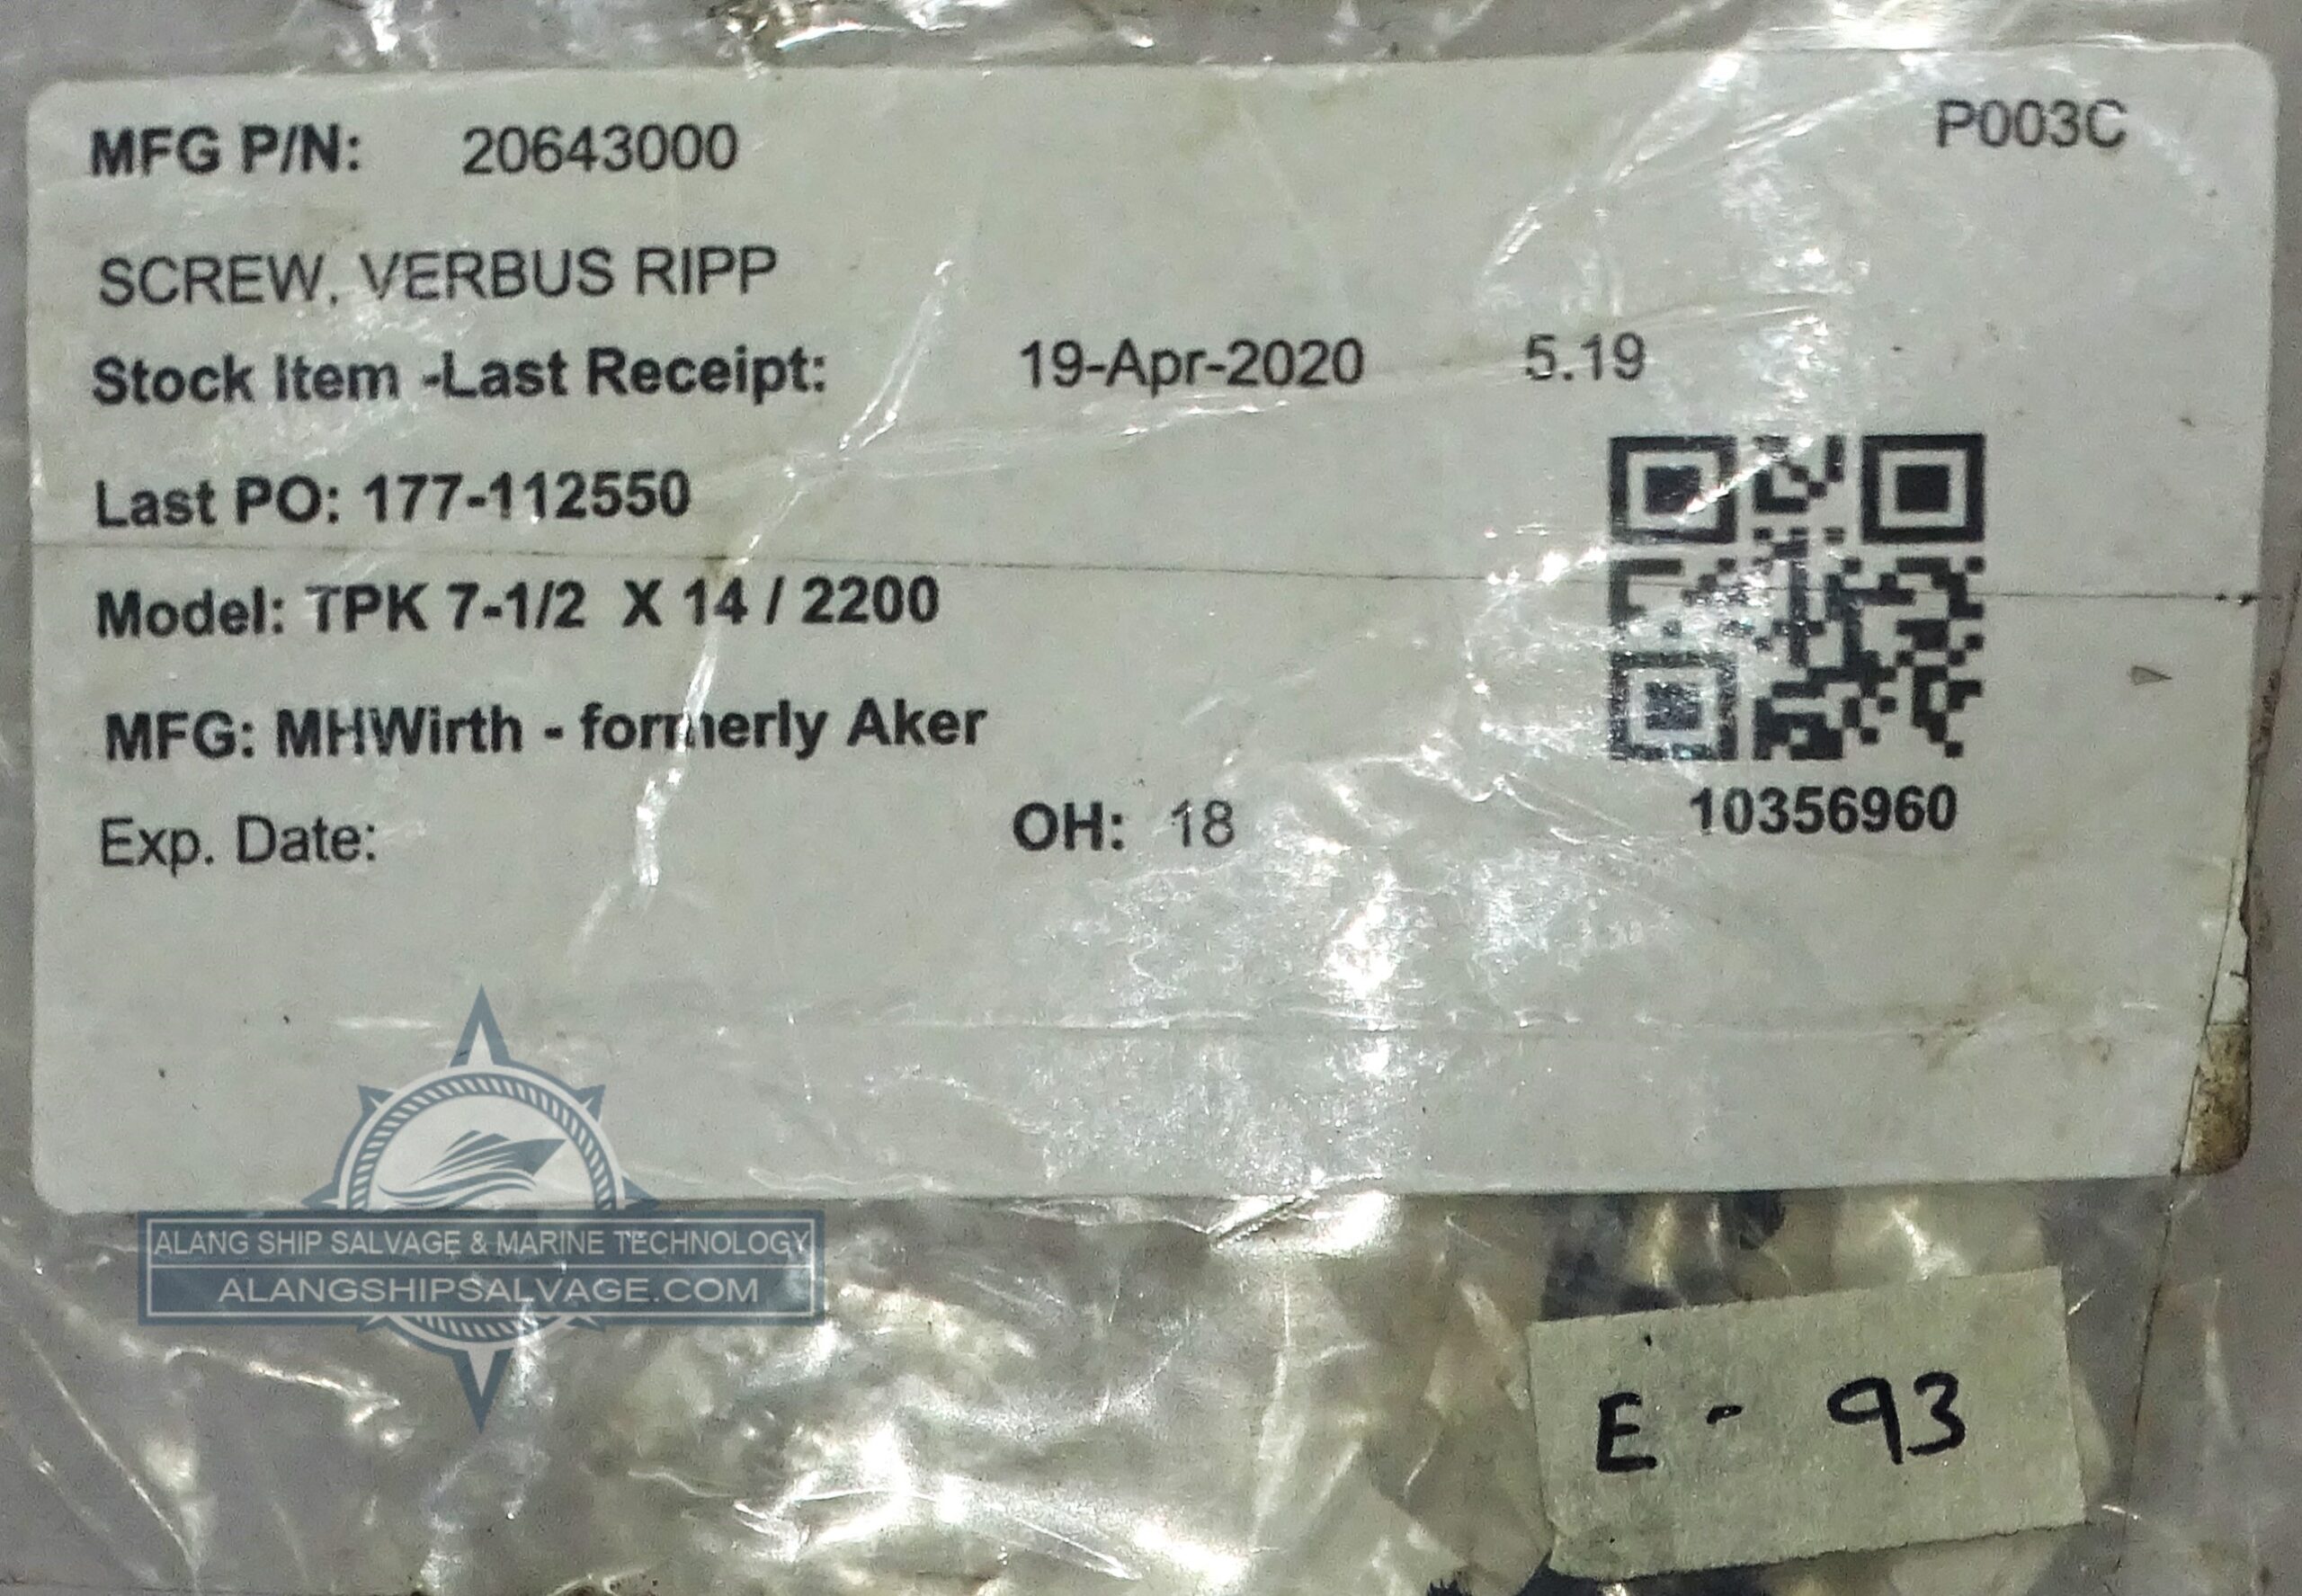 MFG P/N: 20643000 P003C
SCREW, VERBUS RIPP
Stock Item -Last Receipt: 19-Apr-2020 5.19
Last PO: 177-112550
Model: TPK 7-1/2 X 14 / 2200
MFG: MHWirth - formerly Aker
Exp. Date: OH: 18
10356960
ALANG SHIP SALVAGE & MARINE TECHNOLOGY
ALANGSHIPSALVAGE.COM
E - 93